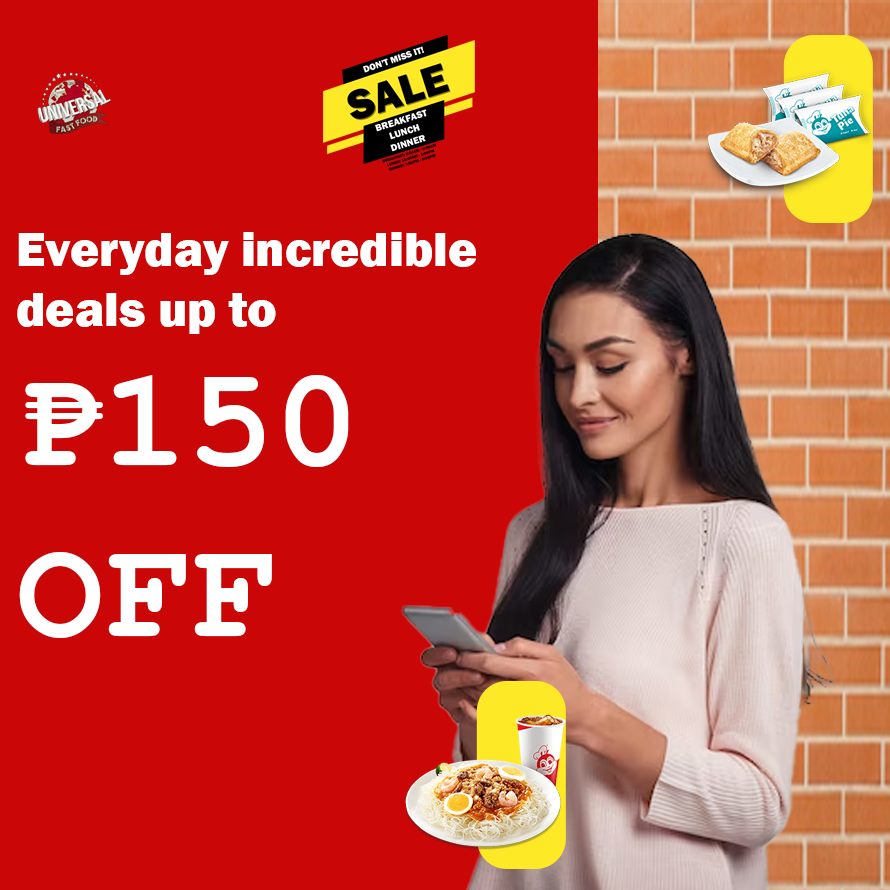 UNIVERSAL
FAST FOOD
DON'T MISS IT!
SALE
BREAKFAST
LUNCH
DINNER
Tuna
Pie
Everyday incredible
deals up to
₱150
OFF